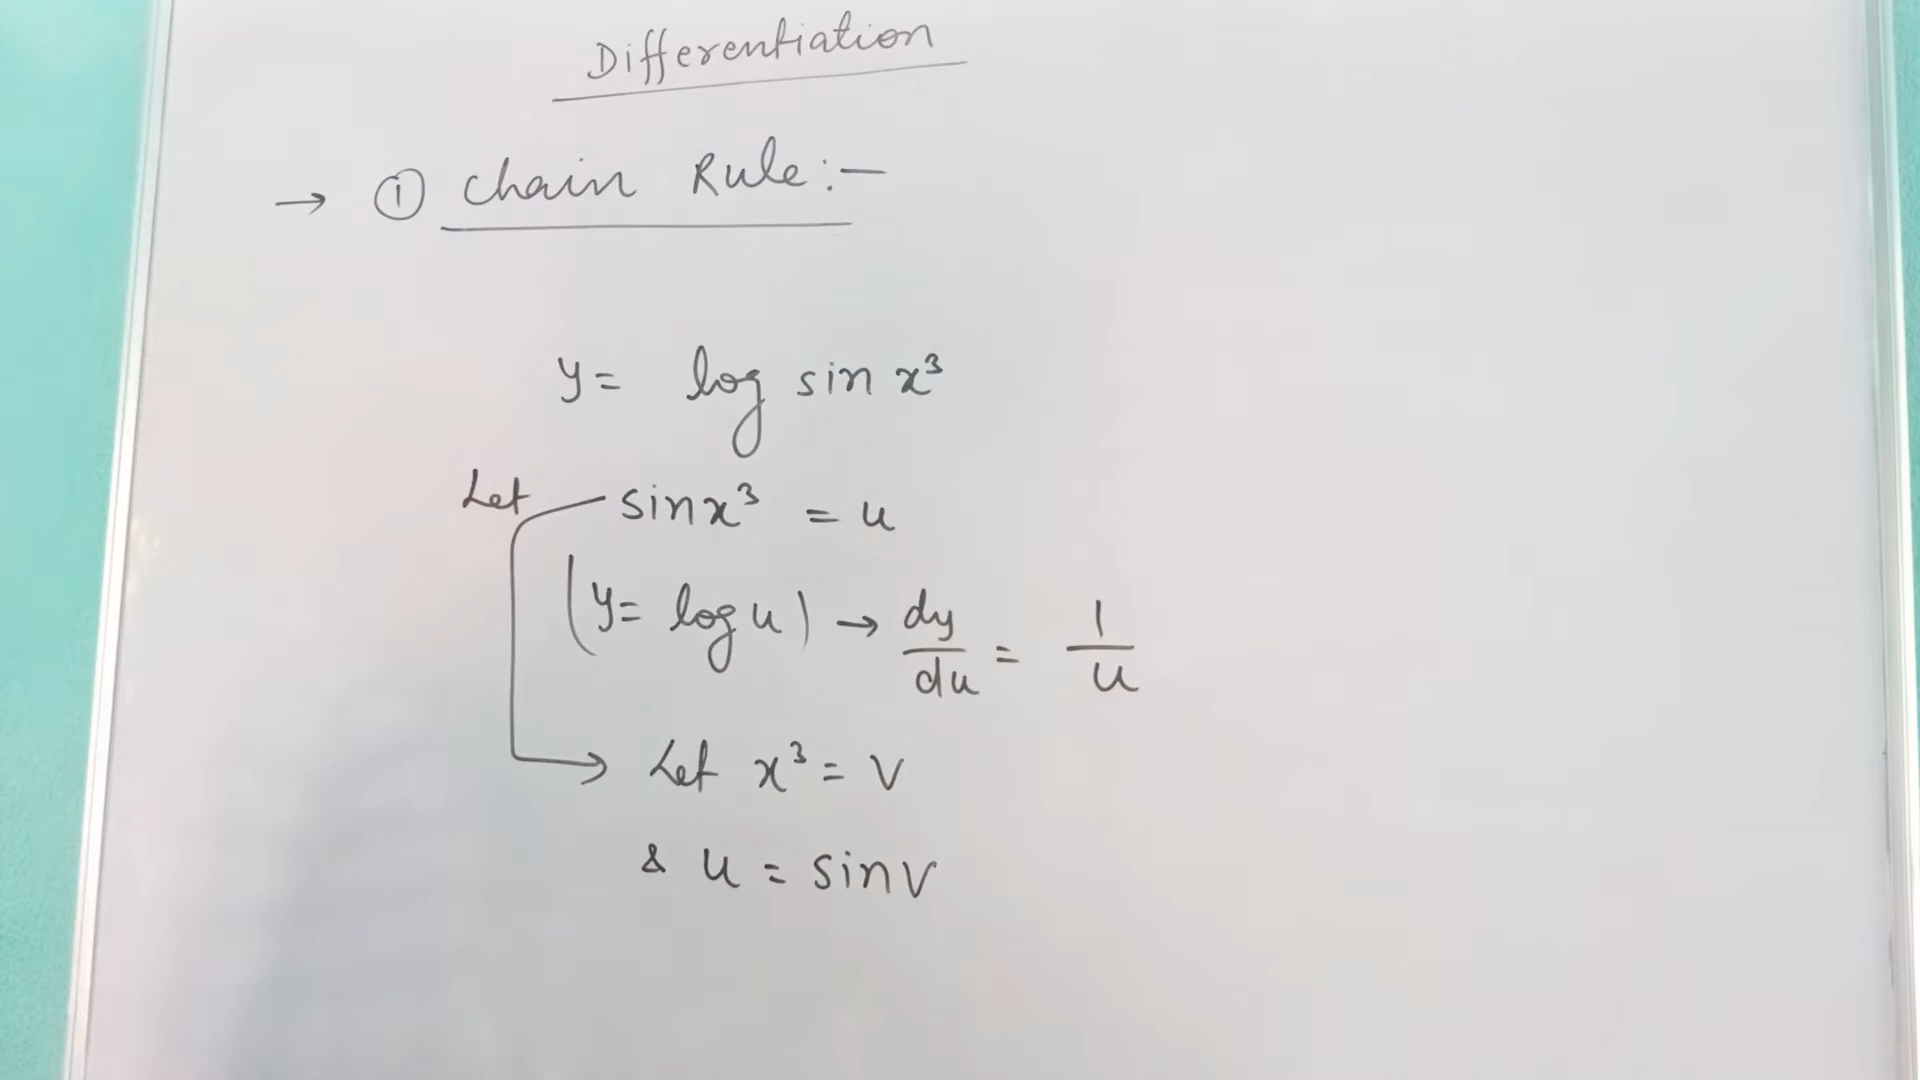 Differentiation
→ ① Chain Rule:-
y = log sin x³
Let sin x³ = u
(y = log u) → dy/du = 1/u
Let x³ = v
& u = sin v